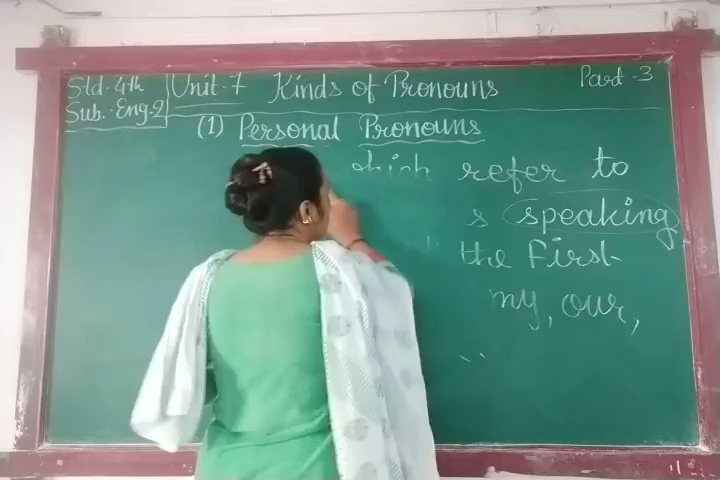 Std-4th
Sub.-Eng-2
Unit-7 Kinds of Pronouns
Part-3
(1) Personal Pronouns
which refer to
speaking
the first
my, our,